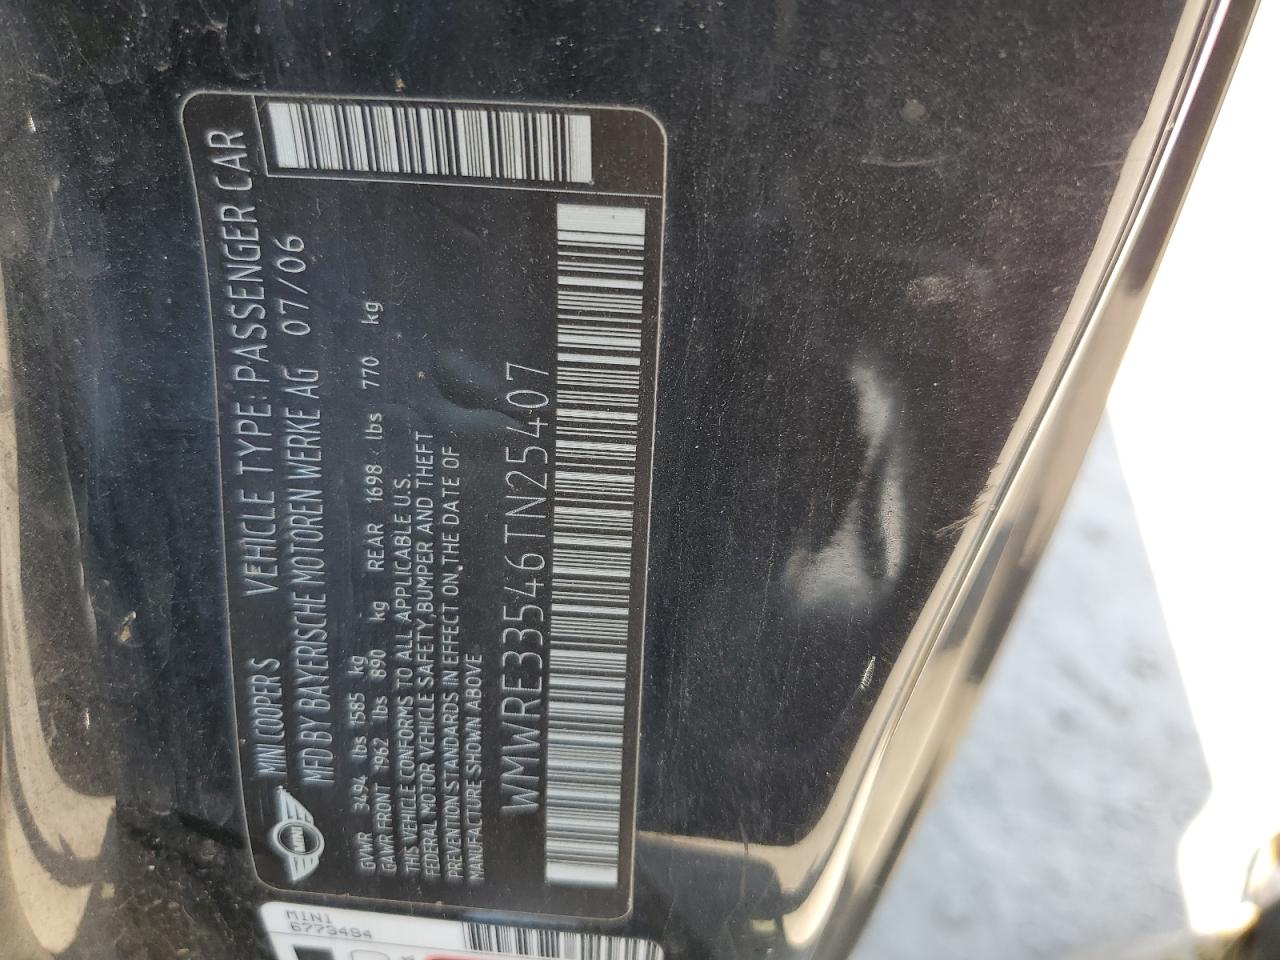 MINI
MINI COOPER S VEHICLE TYPE: PASSENGER CAR
MFD BY BAYERISCHE MOTOREN WERKE AG 07/06
GVWR 3494 lbs 1585 kg
GAWR FRONT 1962 lbs 890 kg REAR 1698 lbs 770 kg
THIS VEHICLE CONFORMS TO ALL APPLICABLE U.S.
FEDERAL MOTOR VEHICLE SAFETY,BUMPER AND THEFT
PREVENTION STANDARDS IN EFFECT ON THE DATE OF
MANUFACTURE SHOWN ABOVE
WMWRE33546TN25407
MINI
6773494